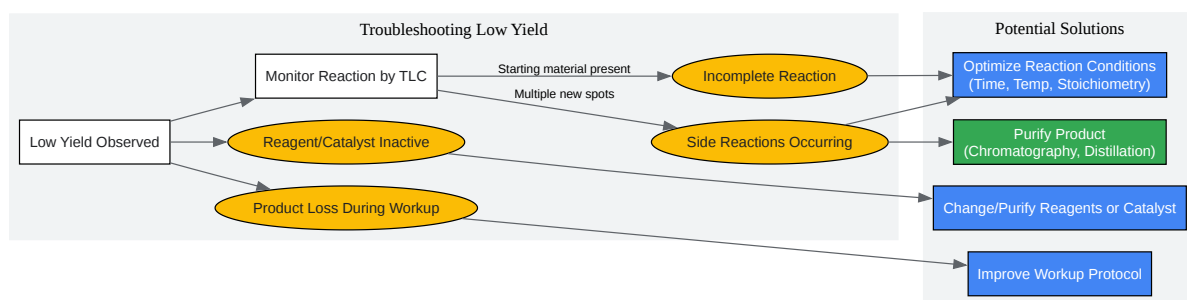 Troubleshooting Low Yield
Potential Solutions
Monitor Reaction by TLC
Starting material present
Incomplete Reaction
Optimize Reaction Conditions
(Time, Temp, Stoichiometry)
Multiple new spots
Low Yield Observed
Reagent/Catalyst Inactive
Side Reactions Occurring
Purify Product
(Chromatography, Distillation)
Product Loss During Workup
Change/Purify Reagents or Catalyst
Improve Workup Protocol